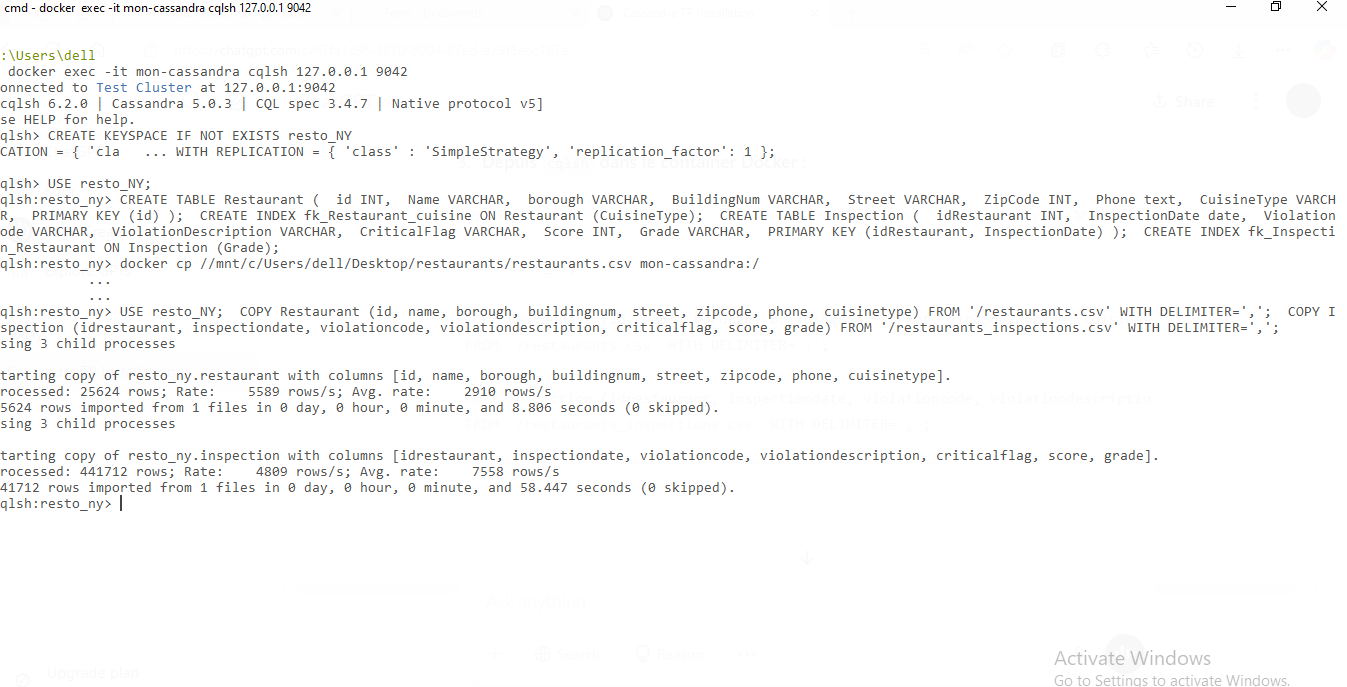 cmd - docker exec -it mon-cassandra cqlsh 127.0.0.1 9042
:\Users\dell
docker exec -it mon-cassandra cqlsh 127.0.0.1 9042
onnected to Test Cluster at 127.0.0.1:9042
cqlsh 6.2.0 | Cassandra 5.0.3 | CQL spec 3.4.7 | Native protocol v5]
se HELP for help.
qlsh> CREATE KEYSPACE IF NOT EXISTS resto_NY
CATION = { 'cla   ... WITH REPLICATION = { 'class' : 'SimpleStrategy', 'replication_factor': 1 };
qlsh> USE resto_NY;
qlsh:resto_ny> CREATE TABLE Restaurant (  id INT,  Name VARCHAR,  borough VARCHAR,  BuildingNum VARCHAR,  Street VARCHAR,  ZipCode INT,  Phone text,  CuisineType VARCH
R,  PRIMARY KEY (id) );  CREATE INDEX fk_Restaurant_cuisine ON Restaurant (CuisineType);  CREATE TABLE Inspection (  idRestaurant INT,  InspectionDate date,  Violation
ode VARCHAR,  ViolationDescription VARCHAR,  CriticalFlag VARCHAR,  Score INT,  Grade VARCHAR,  PRIMARY KEY (idRestaurant, InspectionDate) );  CREATE INDEX fk_Inspecti
n_Restaurant ON Inspection (Grade);
qlsh:resto_ny> docker cp //mnt/c/Users/dell/Desktop/restaurants/restaurants.csv mon-cassandra:/
...
...
qlsh:resto_ny> USE resto_NY;  COPY Restaurant (id, name, borough, buildingnum, street, zipcode, phone, cuisinetype) FROM '/restaurants.csv' WITH DELIMITER=',';  COPY I
spection (idrestaurant, inspectiondate, violationcode, violationdescription, criticalflag, score, grade) FROM '/restaurants_inspections.csv' WITH DELIMITER=',';
sing 3 child processes
tarting copy of resto_ny.restaurant with columns [id, name, borough, buildingnum, street, zipcode, phone, cuisinetype].
rocessed: 25624 rows; Rate:    5589 rows/s; Avg. rate:    2910 rows/s
5624 rows imported from 1 files in 0 day, 0 hour, 0 minute, and 8.806 seconds (0 skipped).
sing 3 child processes
tarting copy of resto_ny.inspection with columns [idrestaurant, inspectiondate, violationcode, violationdescription, criticalflag, score, grade].
rocessed: 441712 rows; Rate:    4809 rows/s; Avg. rate:    7558 rows/s
41712 rows imported from 1 files in 0 day, 0 hour, 0 minute, and 58.447 seconds (0 skipped).
qlsh:resto_ny>
Share
Upgrade plan
Activate Windows
Go to Settings to activate Windows.